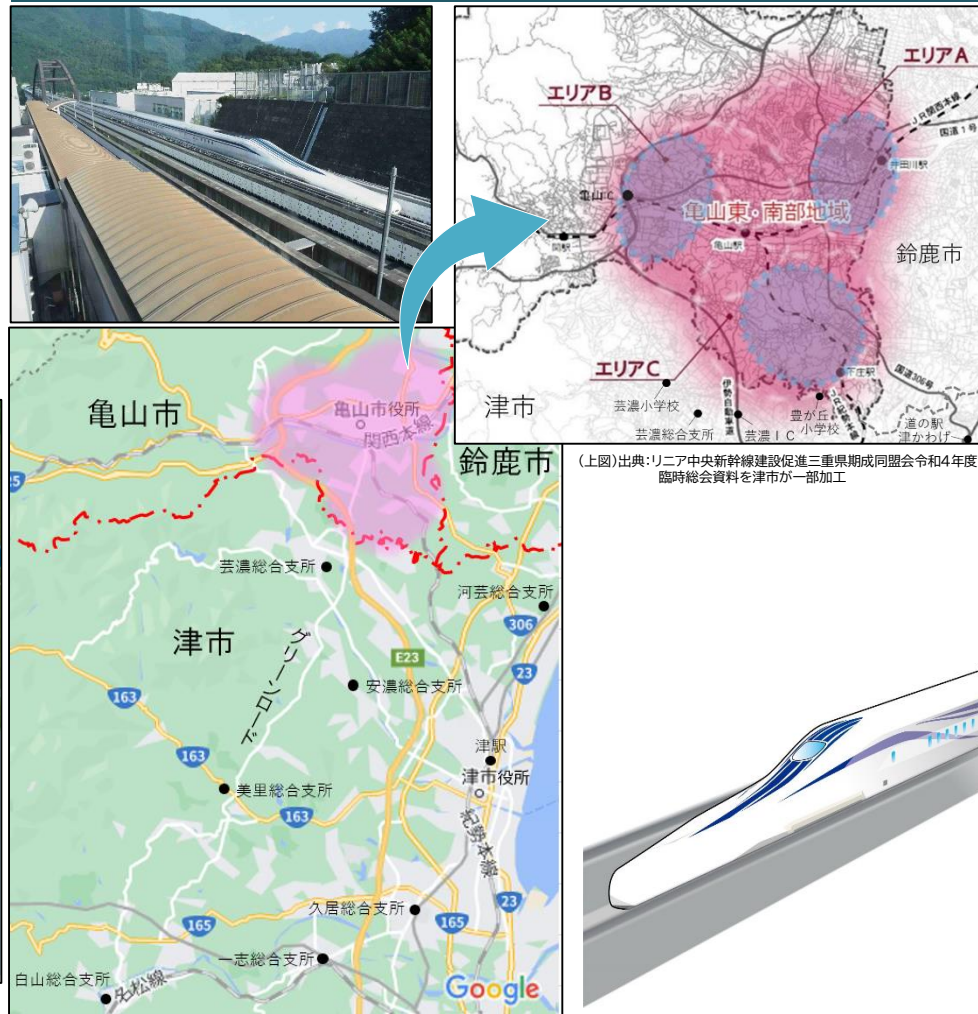 エリアA
エリアB
JR関西本線
国道1号
井田川駅
亀山IC
亀山東・南部地域
関駅
亀山駅
鈴鹿市
エリアC
下庄駅
国道306号
津市
芸濃小学校
伊勢自動車道
豊が丘
小学校
芸濃総合支所
芸濃IC
道の駅
津かわげ
(上図)出典:リニア中央新幹線建設促進三重県期成同盟会令和4年度
臨時総会資料を津市が一部加工
亀山市
亀山市役所
関西本線
鈴鹿市
25
芸濃総合支所
河芸総合支所
306
津市
グリーンロード
E23
23
163
安濃総合支所
163
津駅
津市役所
美里総合支所
163
紀勢本線
久居総合支所
23
165
165
一志総合支所
白山総合支所
名松線
Google